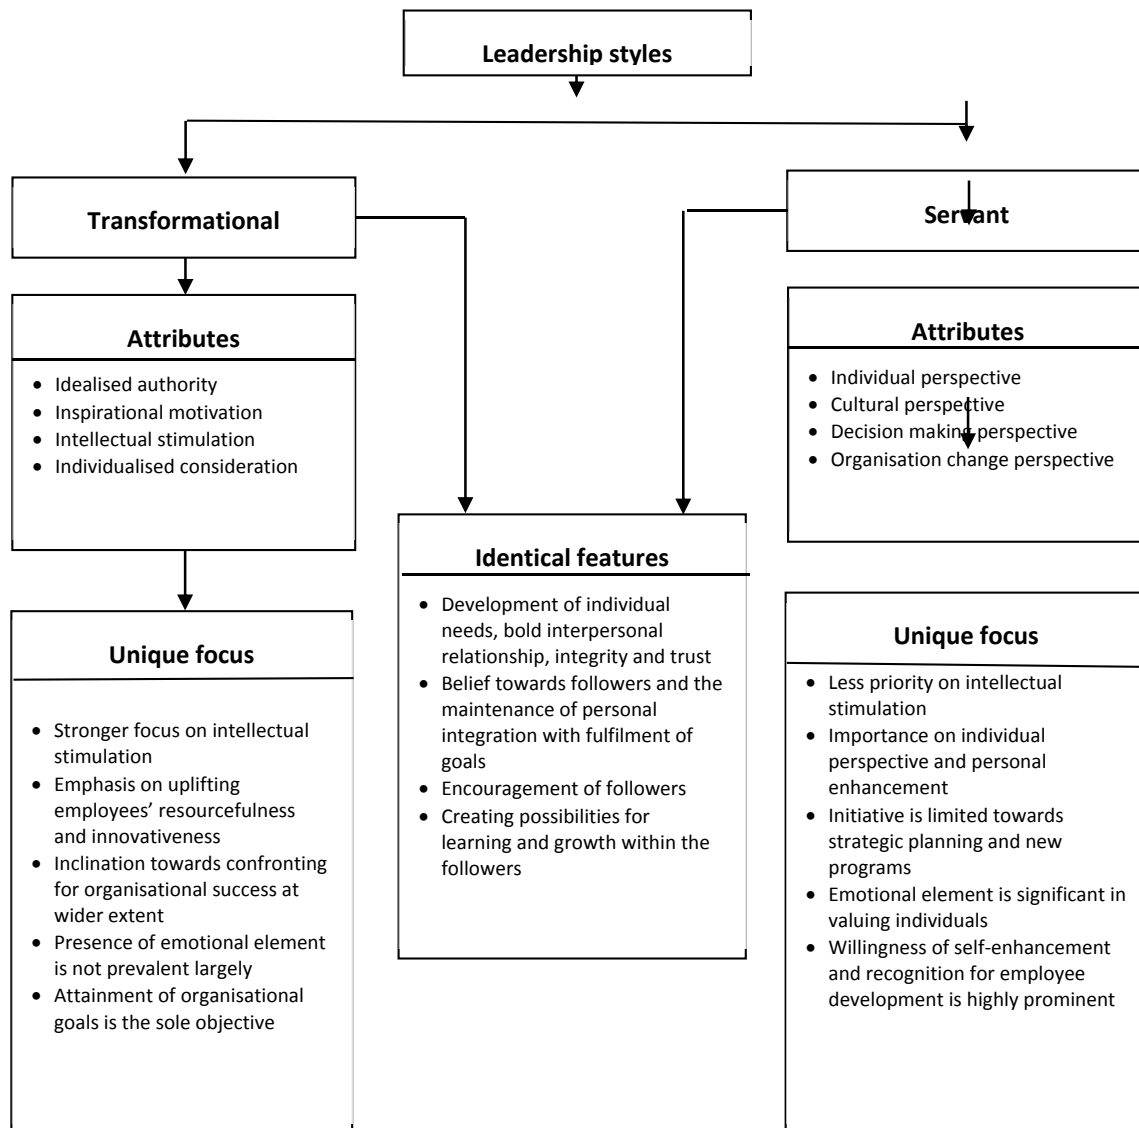 Leadership styles
Transformational
Servant
Attributes
• Idealised authority
• Inspirational motivation
• Intellectual stimulation
• Individualised consideration
Attributes
• Individual perspective
• Cultural perspective
• Decision making perspective
• Organisation change perspective
Identical features
• Development of individual
needs, bold interpersonal
relationship, integrity and trust
• Belief towards followers and the
maintenance of personal
integration with fulfilment of
goals
• Encouragement of followers
• Creating possibilities for
learning and growth within the
followers
Unique focus
• Stronger focus on intellectual
stimulation
• Emphasis on uplifting
employees’ resourcefulness
and innovativeness
• Inclination towards confronting
for organisational success at
wider extent
• Presence of emotional element
is not prevalent largely
• Attainment of organisational
goals is the sole objective
Unique focus
• Less priority on intellectual
stimulation
• Importance on individual
perspective and personal
enhancement
• Initiative is limited towards
strategic planning and new
programs
• Emotional element is significant in
valuing individuals
• Willingness of self-enhancement
and recognition for employee
development is highly prominent